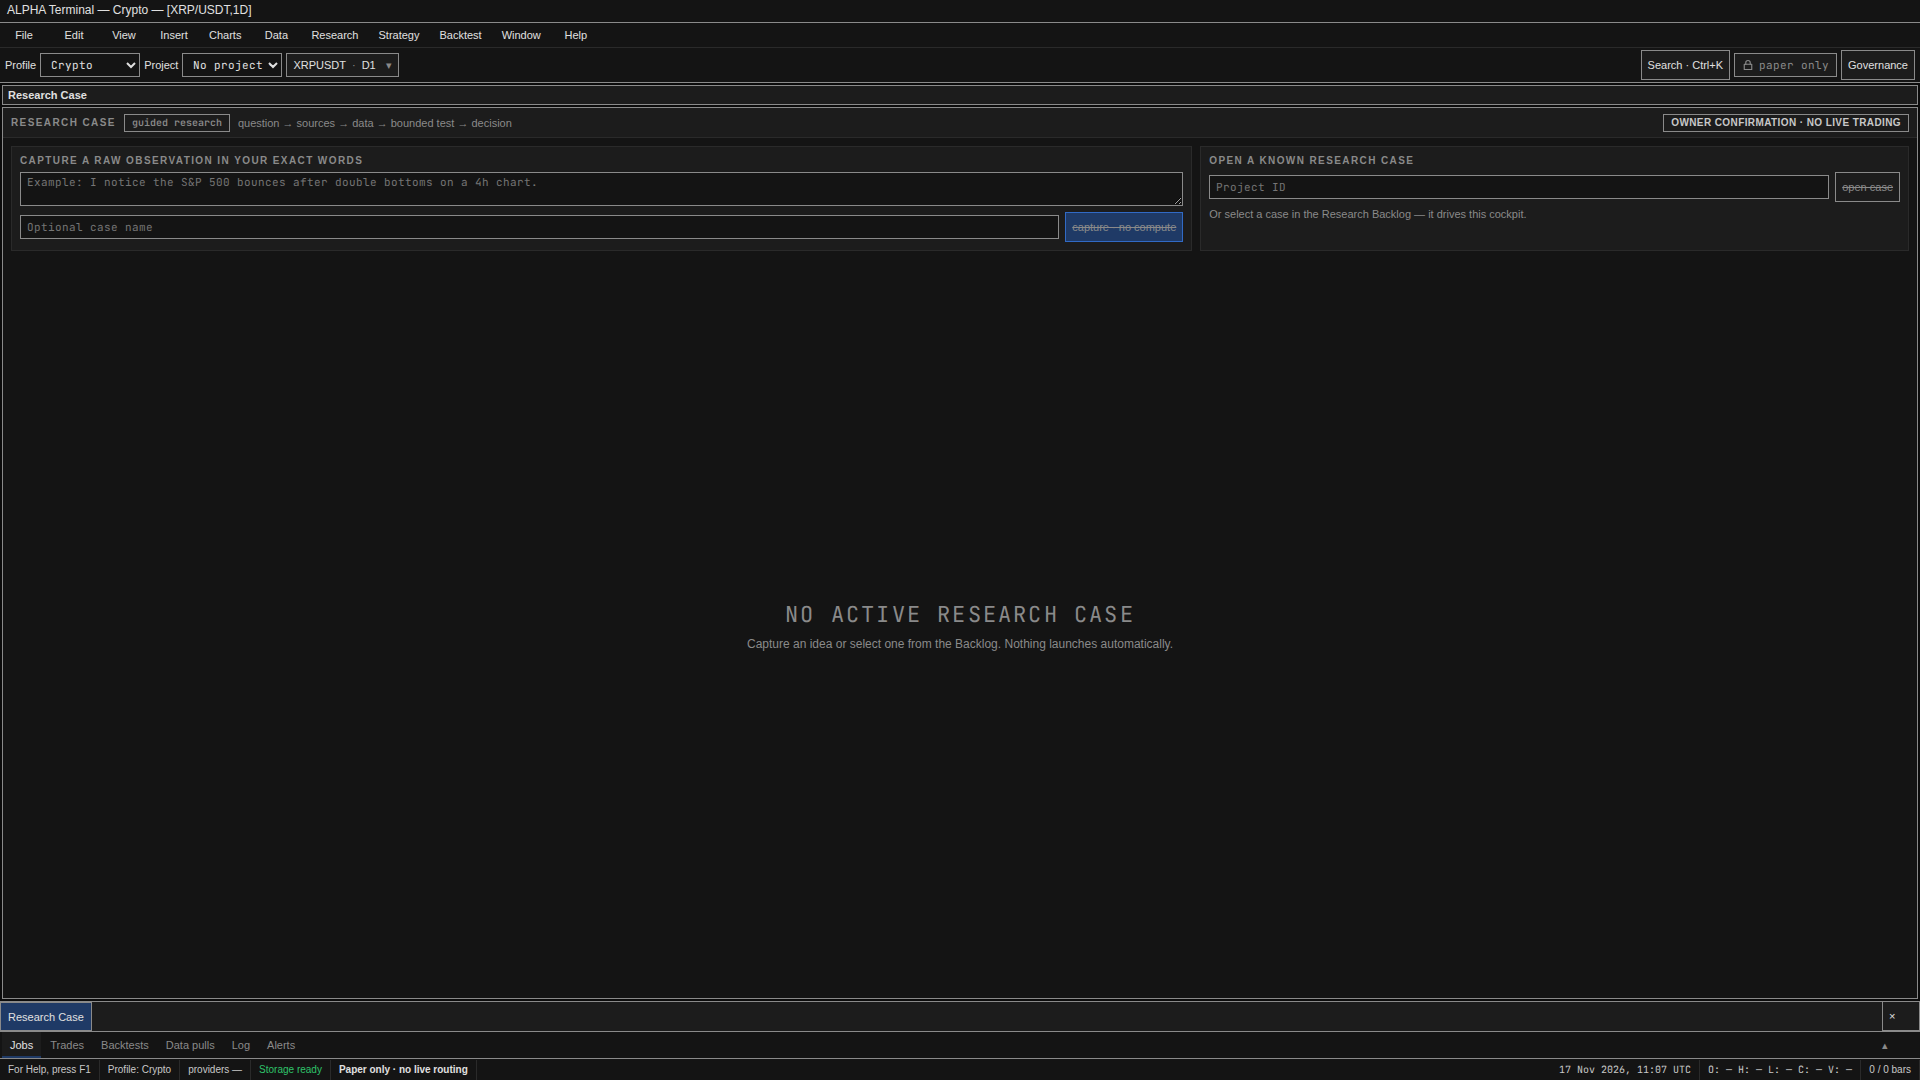 ALPHA Terminal — Crypto — [XRP/USDT,1D]
File Edit View Insert Charts Data Research Strategy Backtest Window Help
Profile Crypto Project No project XRPUSDT · D1 ▾ Search · Ctrl+K paper only Governance
Research Case
RESEARCH CASE guided research question → sources → data → bounded test → decision OWNER CONFIRMATION · NO LIVE TRADING
CAPTURE A RAW OBSERVATION IN YOUR EXACT WORDS
Example: I notice the S&P 500 bounces after double bottoms on a 4h chart.
Optional case name capture · no compute
OPEN A KNOWN RESEARCH CASE
Project ID open case
Or select a case in the Research Backlog — it drives this cockpit.
NO ACTIVE RESEARCH CASE
Capture an idea or select one from the Backlog. Nothing launches automatically.
Research Case ×
Jobs Trades Backtests Data pulls Log Alerts ▴
For Help, press F1 Profile: Crypto providers — Storage ready Paper only · no live routing 17 Nov 2026, 11:07 UTC O: — H: — L: — C: — V: — 0 / 0 bars